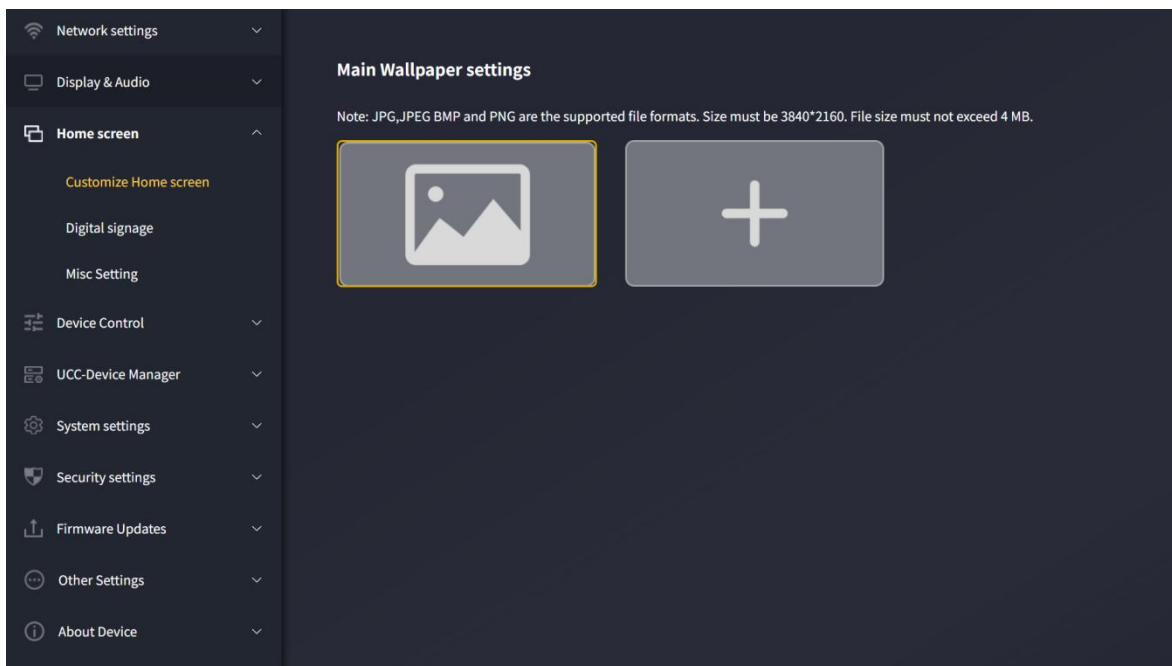 Network settings
Display & Audio
Home screen
Customize Home screen
Digital signage
Misc Setting
Device Control
UCC-Device Manager
System settings
Security settings
Firmware Updates
Other Settings
About Device
Main Wallpaper settings
Note: JPG,JPEG BMP and PNG are the supported file formats. Size must be 3840*2160. File size must not exceed 4 MB.